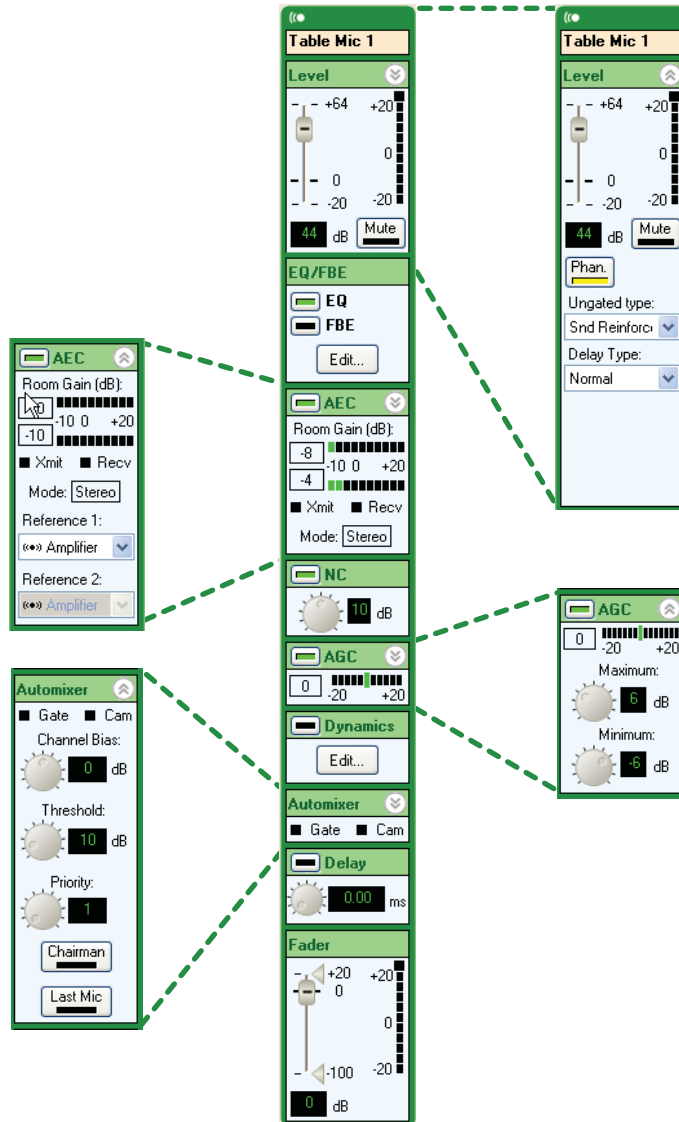 Table Mic 1
Level
+64 +20
0
0
-20 -20
44 dB Mute
EQ/FBE
EQ
FBE
Edit...
AEC
Room Gain (dB):
-8
-10 0 +20
-4
Xmit Recv
Mode: Stereo
NC
10 dB
AGC
0
-20 +20
Dynamics
Edit...
Automixer
Gate Cam
Delay
0.00 ms
Fader
+20 +20
0
0
-100 -20
0 dB
Table Mic 1
Level
+64 +20
0
0
-20 -20
44 dB Mute
Phan.
Ungated type:
Snd Reinforc
Delay Type:
Normal
AEC
Room Gain (dB):
-10 0 +20
-10
Xmit Recv
Mode: Stereo
Reference 1:
Amplifier
Reference 2:
Amplifier
AGC
0
-20 +20
Maximum:
6 dB
Minimum:
-6 dB
Automixer
Gate Cam
Channel Bias:
0 dB
Threshold:
10 dB
Priority:
1
Chairman
Last Mic